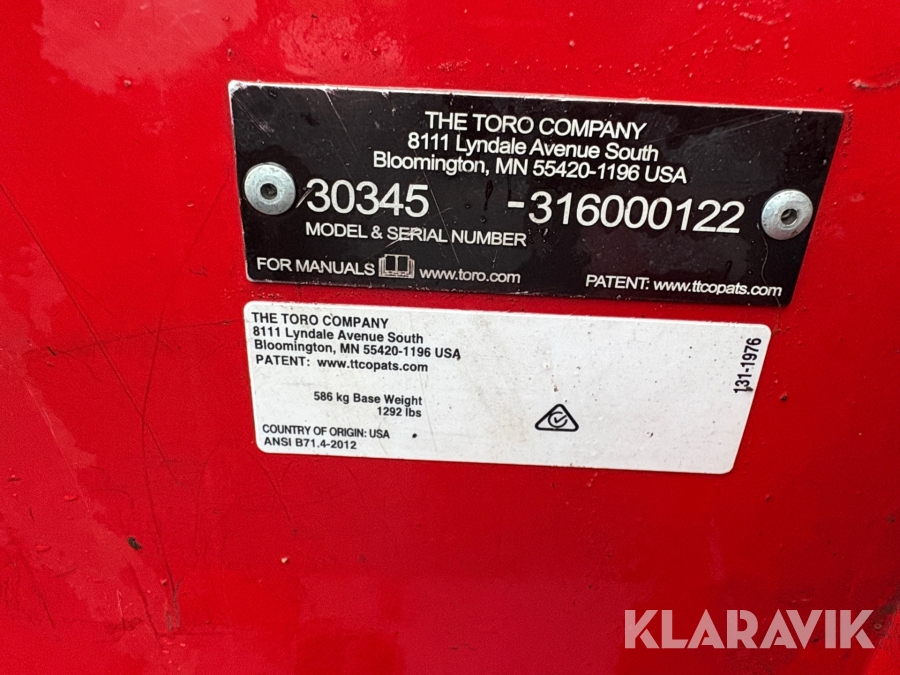 THE TORO COMPANY
8111 Lyndale Avenue South
Bloomington, MN 55420-1196 USA
30345 -316000122
MODEL & SERIAL NUMBER
FOR MANUALS www.toro.com PATENT: www.ttcopats.com
THE TORO COMPANY
8111 Lyndale Avenue South
Bloomington, MN 55420-1196 USA
PATENT: www.ttcopats.com
586 kg Base Weight
1292 lbs
COUNTRY OF ORIGIN: USA
ANSI B71.4-2012
131-1976
KLARAVIK